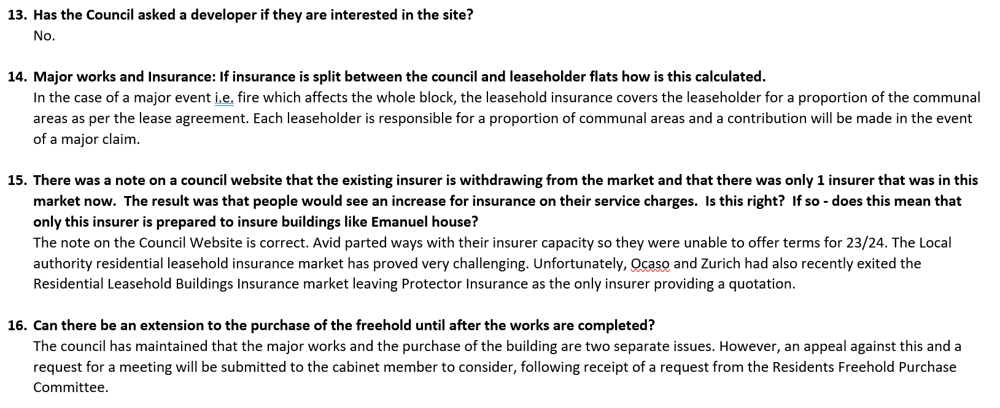 13. Has the Council asked a developer if they are interested in the site?
No.
14. Major works and Insurance: If insurance is split between the council and leaseholder flats how is this calculated.
In the case of a major event i.e. fire which affects the whole block, the leasehold insurance covers the leaseholder for a proportion of the communal
areas as per the lease agreement. Each leaseholder is responsible for a proportion of communal areas and a contribution will be made in the event
of a major claim.
15. There was a note on a council website that the existing insurer is withdrawing from the market and that there was only 1 insurer that was in this
market now.  The result was that people would see an increase for insurance on their service charges.  Is this right?  If so - does this mean that
only this insurer is prepared to insure buildings like Emanuel house?
The note on the Council Website is correct. Avid parted ways with their insurer capacity so they were unable to offer terms for 23/24. The Local
authority residential leasehold insurance market has proved very challenging. Unfortunately, Ocaso and Zurich had also recently exited the
Residential Leasehold Buildings Insurance market leaving Protector Insurance as the only insurer providing a quotation.
16. Can there be an extension to the purchase of the freehold until after the works are completed?
The council has maintained that the major works and the purchase of the building are two separate issues. However, an appeal against this and a
request for a meeting will be submitted to the cabinet member to consider, following receipt of a request from the Residents Freehold Purchase
Committee.